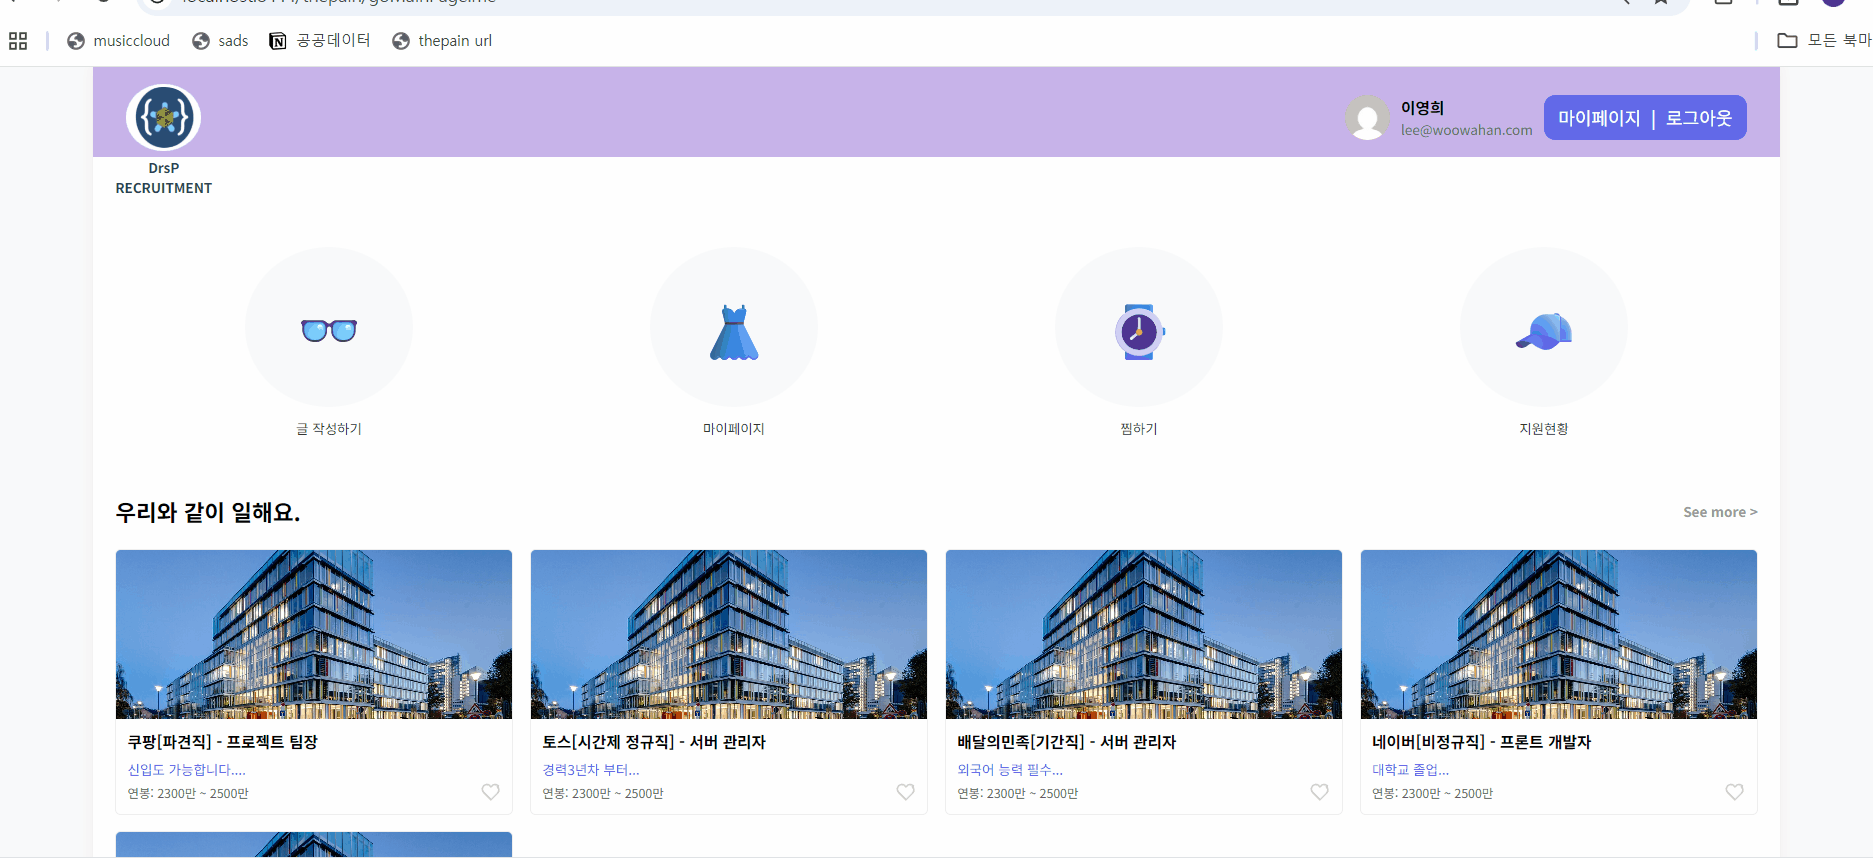 musiccloud sads 공공데이터 thepain url 모든 북마
이영희
lee@woowahan.com
마이페이지 | 로그아웃
DrsP
RECRUITMENT
글 작성하기 마이페이지 찜하기 지원현황
우리와 같이 일해요. See more >
쿠팡[파견직] - 프로젝트 팀장
신입도 가능합니다....
연봉: 2300만 ~ 2500만
토스[시간제 정규직] - 서버 관리자
경력3년차 부터...
연봉: 2300만 ~ 2500만
배달의민족[기간직] - 서버 관리자
외국어 능력 필수...
연봉: 2300만 ~ 2500만
네이버[비정규직] - 프론트 개발자
대학교 졸업...
연봉: 2300만 ~ 2500만